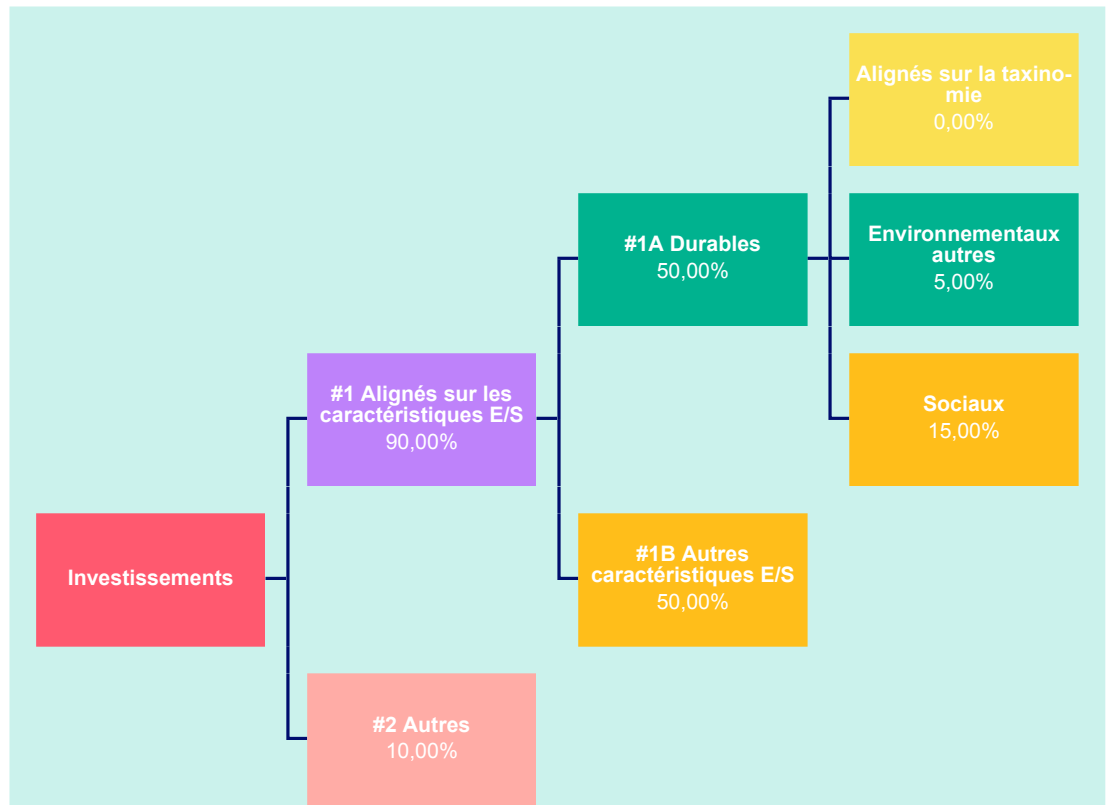 Alignés sur la taxino-
mie
0,00%
#1A Durables
50,00%
Environnementaux
autres
5,00%
#1 Alignés sur les
caractéristiques E/S
90,00%
Sociaux
15,00%
Investissements
#1B Autres
caractéristiques E/S
50,00%
#2 Autres
10,00%